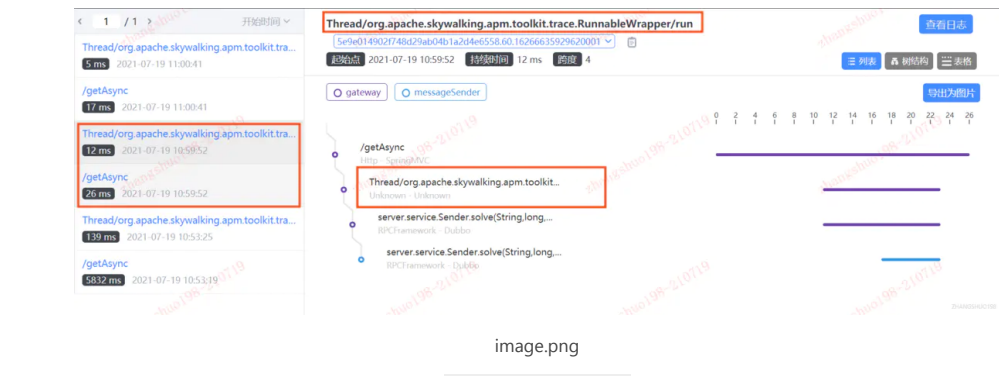 1 / 1
开始时间
Thread/org.apache.skywalking.apm.toolkit.tra...
5 ms 2021-07-19 11:00:41
/getAsync
17 ms 2021-07-19 11:00:41
Thread/org.apache.skywalking.apm.toolkit.tra...
12 ms 2021-07-19 10:59:52
/getAsync
26 ms 2021-07-19 10:59:52
Thread/org.apache.skywalking.apm.toolkit.tra...
139 ms 2021-07-19 10:53:25
/getAsync
5832 ms 2021-07-19 10:53:19
Thread/org.apache.skywalking.apm.toolkit.trace.RunnableWrapper/run
查看日志
5e9e014902f748d29ab04b1a2d4e6558.60.16266635929620001
起始点 2021-07-19 10:59:52 持续时间 12 ms 跨度 4
列表 树结构 表格
gateway messageSender
导出为图片
0 2 4 6 8 10 12 14 16 18 20 22 24 26
/getAsync
Http · SpringMVC
Thread/org.apache.skywalking.apm.toolkit...
Unknown · Unknown
server.service.Sender.solve(String,long,...
RPCFramework · Dubbo
server.service.Sender.solve(String,long,...
RPCFramework · Dubbo
zhangshuo198-210719
ZHANGSHUO198
image.png